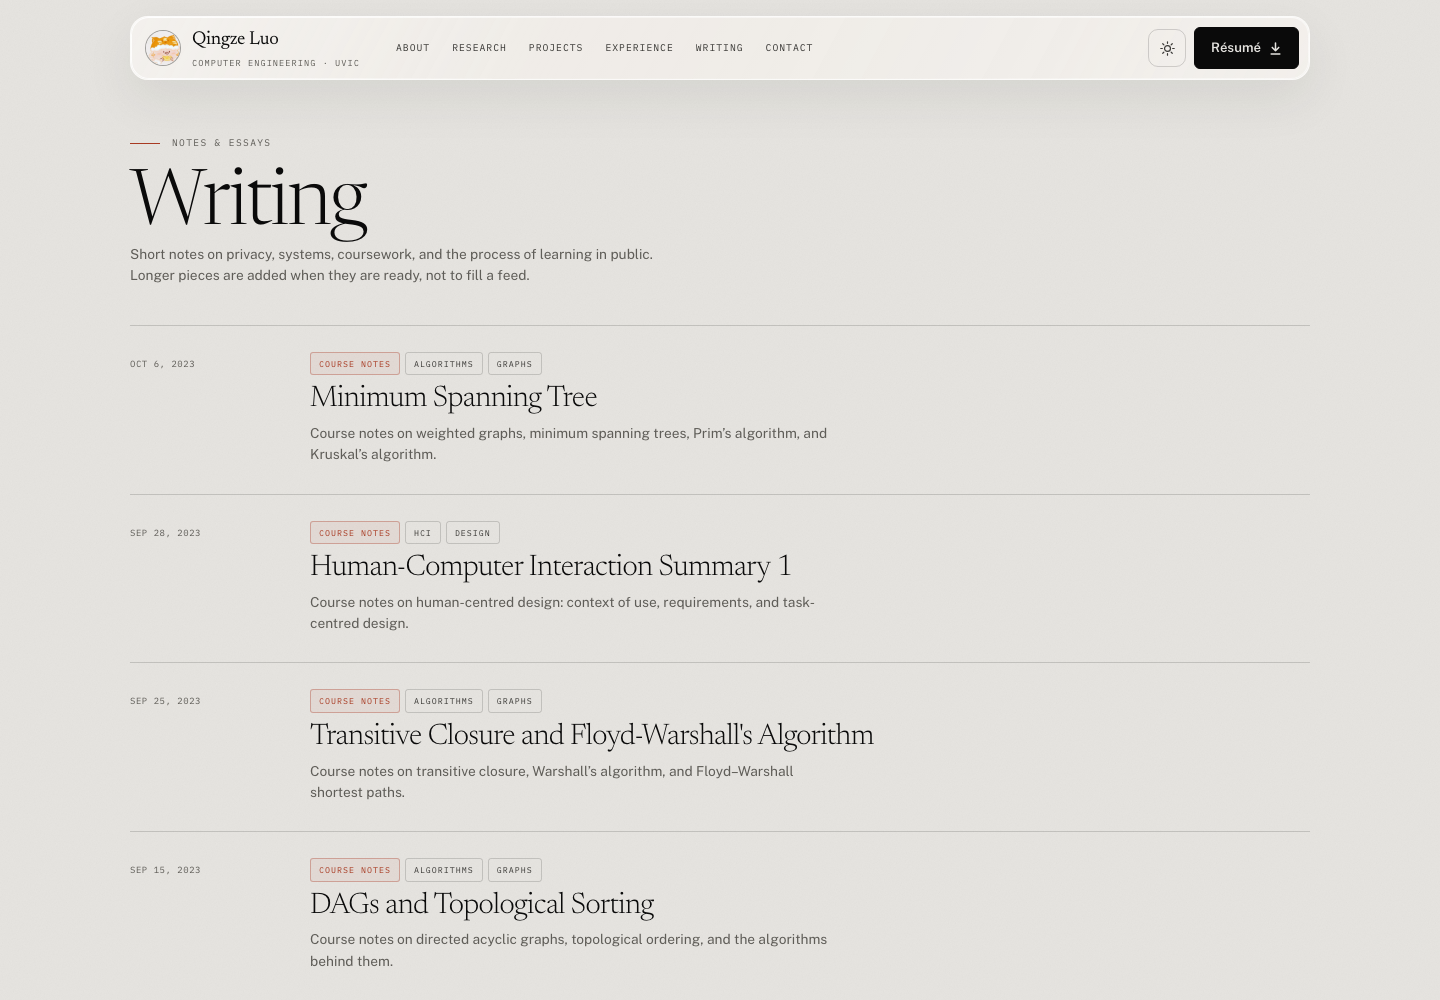 Qingze Luo
COMPUTER ENGINEERING · UVIC
ABOUT RESEARCH PROJECTS EXPERIENCE WRITING CONTACT
Résumé
NOTES & ESSAYS
Writing
Short notes on privacy, systems, coursework, and the process of learning in public.
Longer pieces are added when they are ready, not to fill a feed.
OCT 6, 2023
COURSE NOTES ALGORITHMS GRAPHS
Minimum Spanning Tree
Course notes on weighted graphs, minimum spanning trees, Prim’s algorithm, and
Kruskal’s algorithm.
SEP 28, 2023
COURSE NOTES HCI DESIGN
Human-Computer Interaction Summary 1
Course notes on human-centred design: context of use, requirements, and task-
centred design.
SEP 25, 2023
COURSE NOTES ALGORITHMS GRAPHS
Transitive Closure and Floyd-Warshall's Algorithm
Course notes on transitive closure, Warshall’s algorithm, and Floyd–Warshall
shortest paths.
SEP 15, 2023
COURSE NOTES ALGORITHMS GRAPHS
DAGs and Topological Sorting
Course notes on directed acyclic graphs, topological ordering, and the algorithms
behind them.